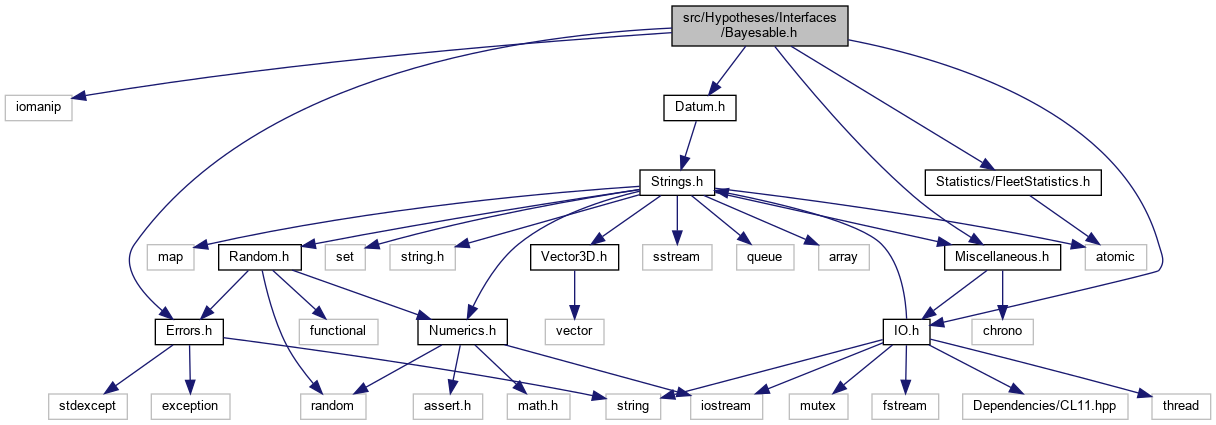 src/Hypotheses/Interfaces
/Bayesable.h
iomanip
Datum.h
Strings.h
Statistics/FleetStatistics.h
map
Random.h
set
string.h
Vector3D.h
sstream
queue
array
Miscellaneous.h
atomic
Errors.h
functional
Numerics.h
vector
IO.h
chrono
stdexcept
exception
random
assert.h
math.h
string
iostream
mutex
fstream
Dependencies/CL11.hpp
thread